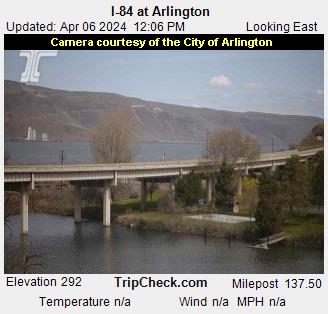 I-84 at Arlington
Updated: Apr 06 2024 12:06 PM Looking East
Camera courtesy of the City of Arlington
Elevation 292 TripCheck.com Milepost 137.50
Temperature n/a Wind n/a MPH n/a